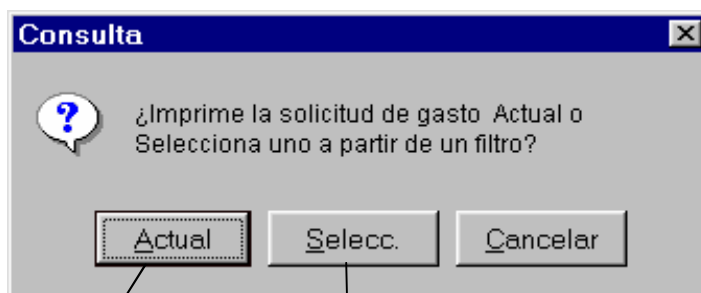 Consulta
¿Imprime la solicitud de gasto Actual o
Selecciona uno a partir de un filtro?
Actual Selecc. Cancelar